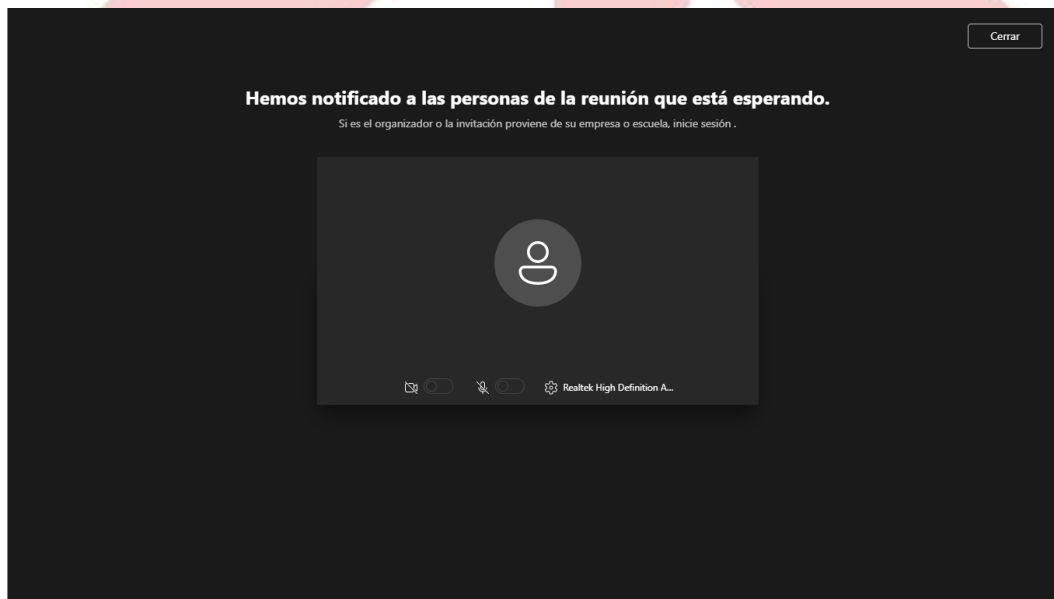 Cerrar
Hemos notificado a las personas de la reunión que está esperando.
Si es el organizador o la invitación proviene de su empresa o escuela, inicie sesión .
Realtek High Definition A...